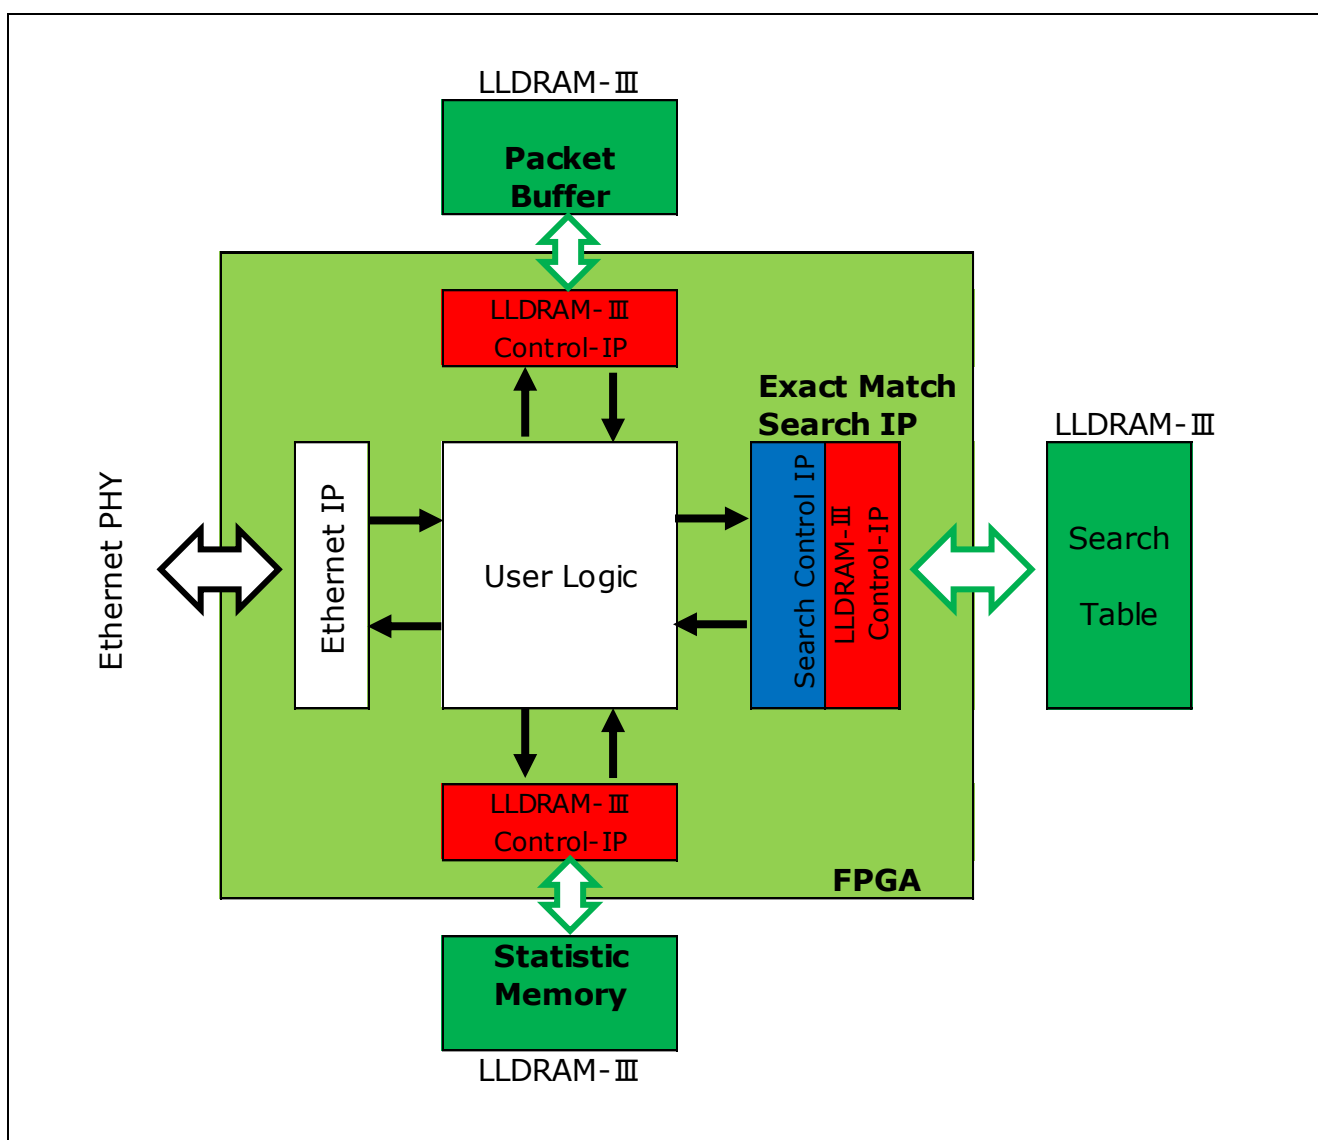 LLDRAM-Ⅲ
Packet
Buffer
LLDRAM-Ⅲ
Control-IP
Exact Match
Search IP
LLDRAM-Ⅲ
Ethernet PHY
Ethernet IP
User Logic
Search Control IP
LLDRAM-Ⅲ
Control-IP
Search
Table
LLDRAM-Ⅲ
Control-IP
FPGA
Statistic
Memory
LLDRAM-Ⅲ